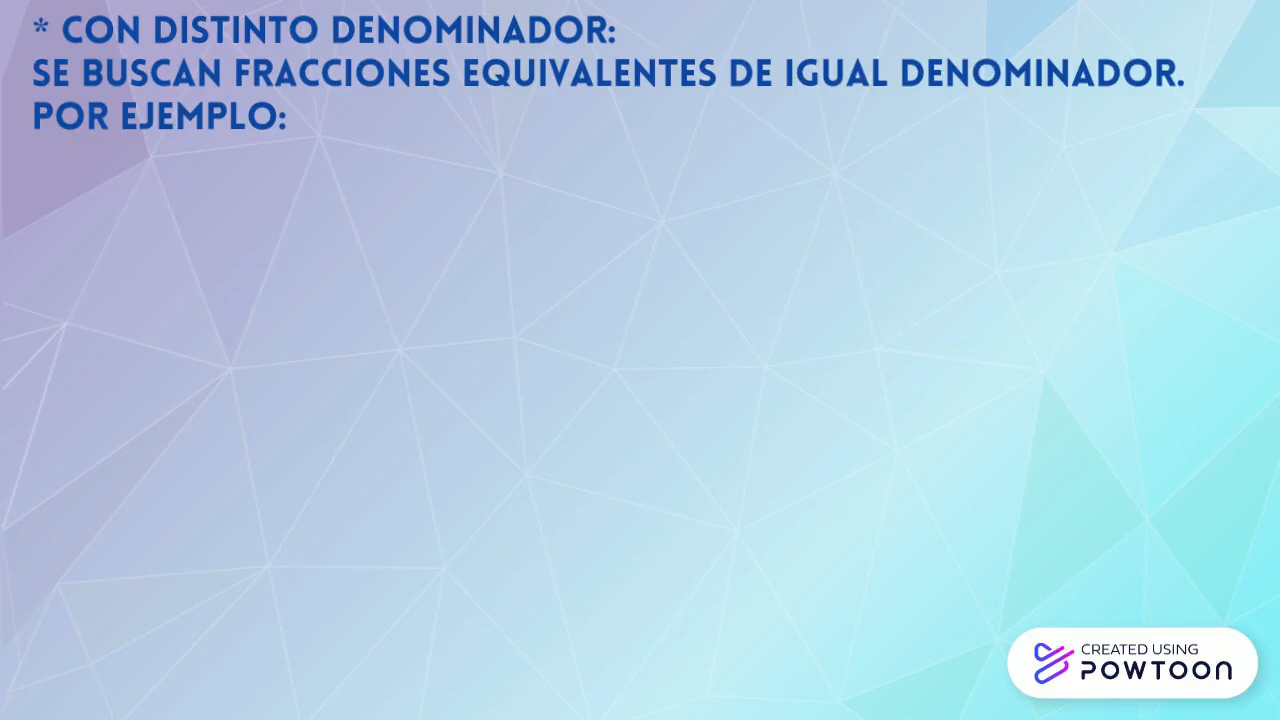 * CON DISTINTO DENOMINADOR:
SE BUSCAN FRACCIONES EQUIVALENTES DE IGUAL DENOMINADOR.
POR EJEMPLO:
CREATED USING
POWTOON